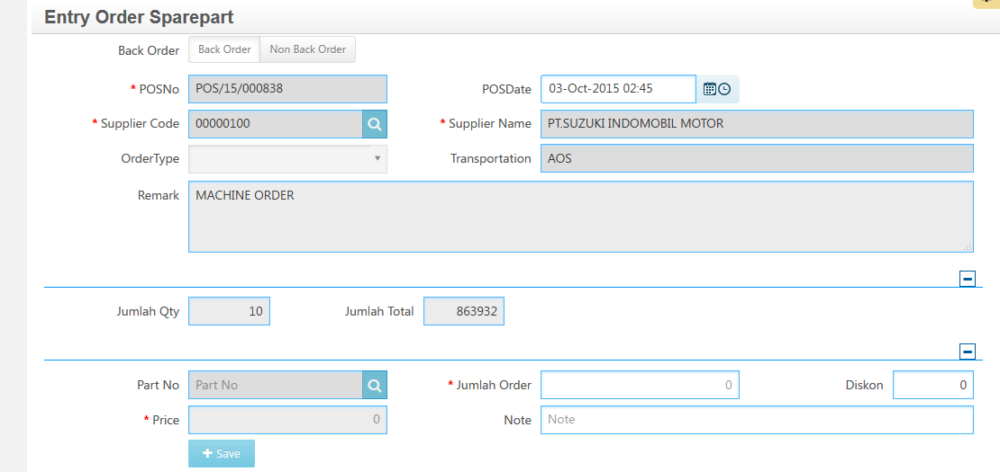 Entry Order Sparepart
Back Order Back Order Non Back Order
* POSNo POS/15/000838 POSDate 03-Oct-2015 02:45
* Supplier Code 00000100 * Supplier Name PT.SUZUKI INDOMOBIL MOTOR
OrderType Transportation AOS
Remark MACHINE ORDER
Jumlah Qty 10 Jumlah Total 863932
Part No Part No * Jumlah Order 0 Diskon 0
* Price 0 Note Note
+ Save